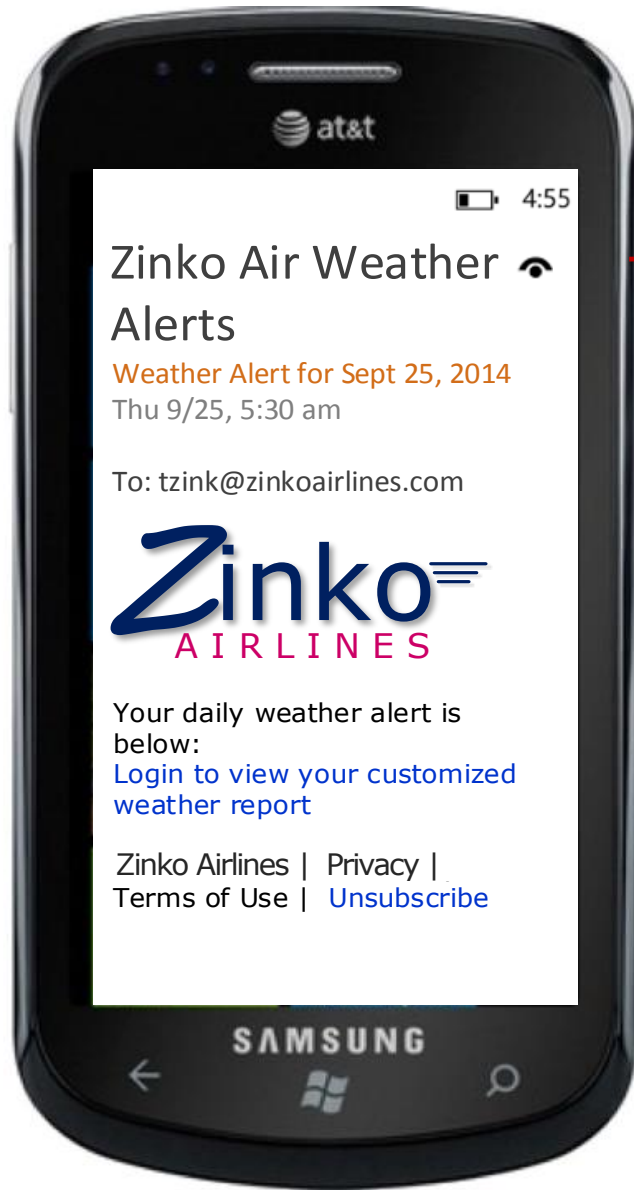 at&t
4:55
Zinko Air Weather
Alerts
Weather Alert for Sept 25, 2014
Thu 9/25, 5:30 am
To: tzink@zinkoairlines.com
Zinko
AIRLINES
Your daily weather alert is
below:
Login to view your customized
weather report
Zinko Airlines | Privacy |
Terms of Use | Unsubscribe
SAMSUNG